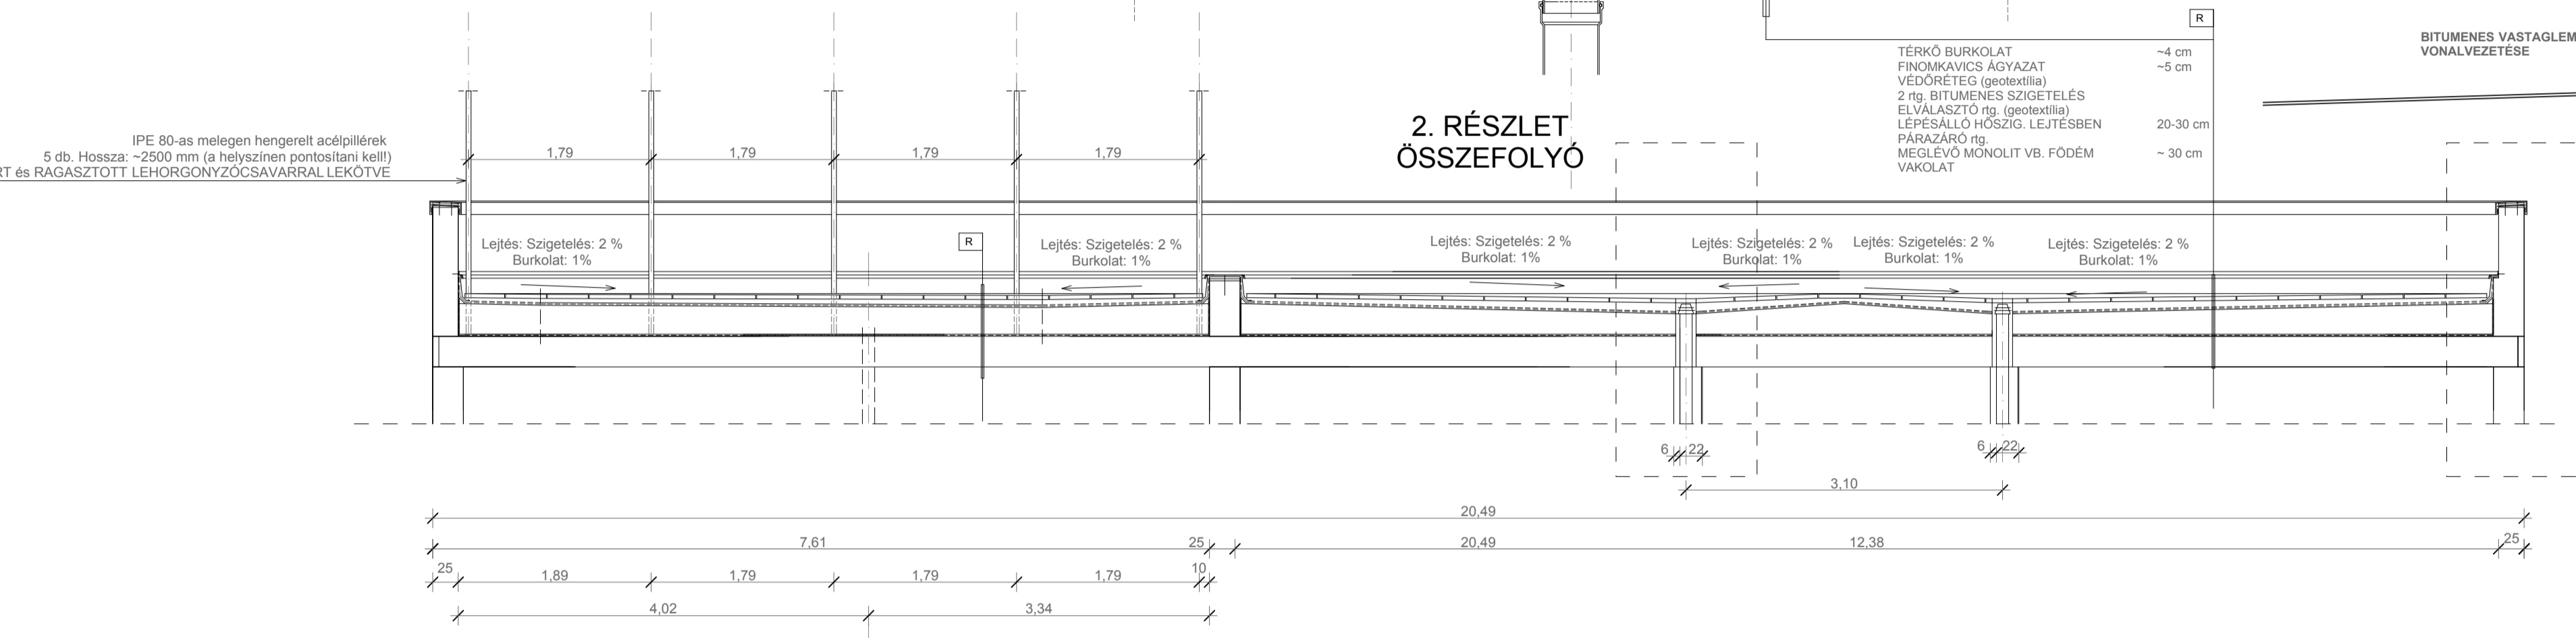 R
TÉRKŐ BURKOLAT ~4 cm
FINOMKAVICS ÁGYAZAT ~5 cm
VÉDŐRÉTEG (geotextília)
2 rtg. BITUMENES SZIGETELÉS
ELVÁLASZTÓ rtg. (geotextília)
LÉPÉSÁLLÓ HŐSZIG. LEJTÉSBEN 20-30 cm
PÁRAZÁRÓ rtg.
MEGLÉVŐ MONOLIT VB. FÖDÉM ~ 30 cm
VAKOLAT
BITUMENES VASTAGLEM
VONALVEZETÉSE
2. RÉSZLET
ÖSSZEFOLYÓ
IPE 80-as melegen hengerelt acélpillérek
5 db. Hossza: ~2500 mm (a helyszínen pontosítani kell!)
RT és RAGASZTOTT LEHORGONYZÓCSAVARRAL LEKÖTVE
1,79 1,79 1,79 1,79
Lejtés: Szigetelés: 2 %
Burkolat: 1%
R
Lejtés: Szigetelés: 2 %
Burkolat: 1%
Lejtés: Szigetelés: 2 %
Burkolat: 1%
Lejtés: Szigetelés: 2 %
Burkolat: 1%
Lejtés: Szigetelés: 2 %
Burkolat: 1%
Lejtés: Szigetelés: 2 %
Burkolat: 1%
6 22 6 22
3,10
20,49
7,61 25 20,49 12,38 25
25 1,89 1,79 1,79 1,79 10
4,02 3,34